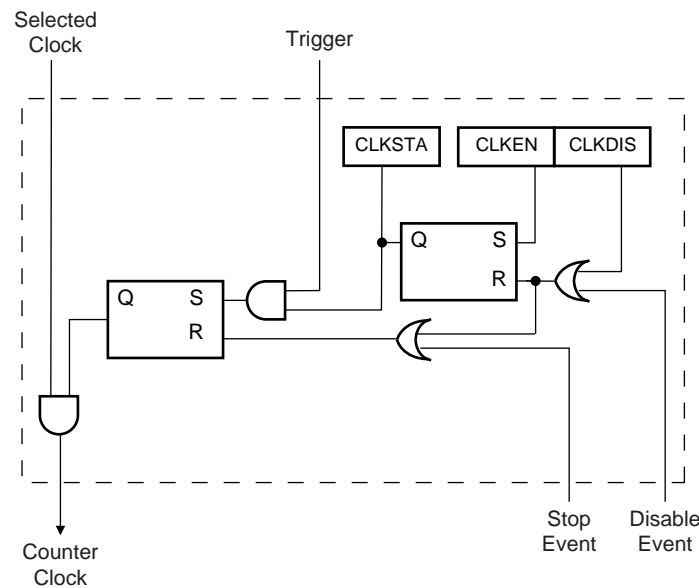 Selected
Clock
Trigger
CLKSTA
CLKEN
CLKDIS
Q
S
R
Q
S
R
Stop
Event
Disable
Event
Counter
Clock